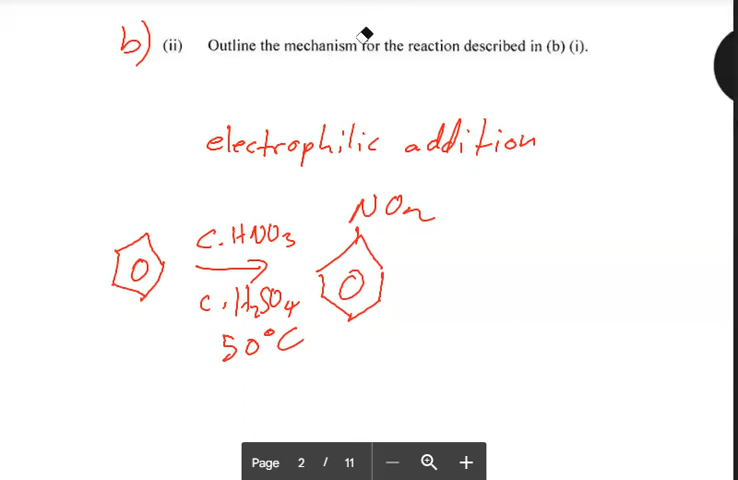 b) (ii) Outline the mechanism for the reaction described in (b) (i).
electrophilic addition
NO2
C. HNO3
C. H2SO4
50°C
Page 2 / 11